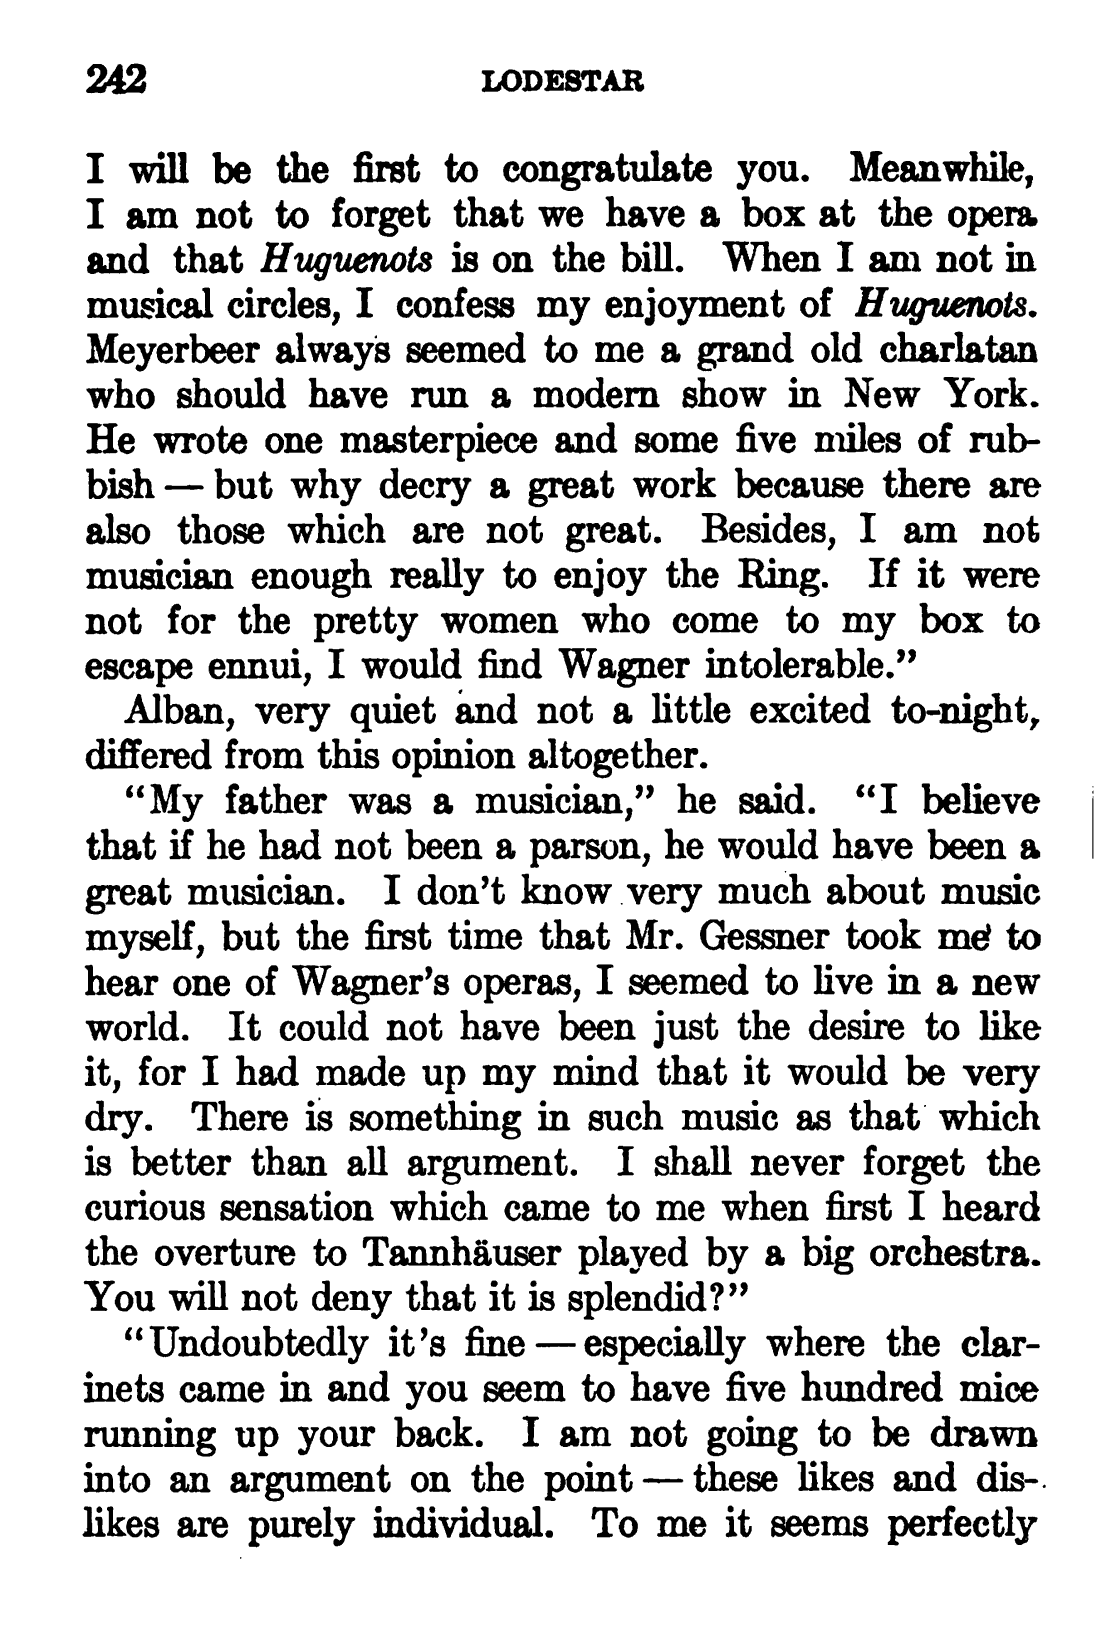 242 LODESTAR
I will be the first to congratulate you. Meanwhile,
I am not to forget that we have a box at the opera
and that Huguenots is on the bill. When I am not in
musical circles, I confess my enjoyment of Huguenots.
Meyerbeer always seemed to me a grand old charlatan
who should have run a modern show in New York.
He wrote one masterpiece and some five miles of rub-
bish — but why decry a great work because there are
also those which are not great. Besides, I am not
musician enough really to enjoy the Ring. If it were
not for the pretty women who come to my box to
escape ennui, I would find Wagner intolerable.”
Alban, very quiet and not a little excited to-night,
differed from this opinion altogether.
“My father was a musician,” he said. “I believe
that if he had not been a parson, he would have been a
great musician. I don’t know very much about music
myself, but the first time that Mr. Gessner took me to
hear one of Wagner’s operas, I seemed to live in a new
world. It could not have been just the desire to like
it, for I had made up my mind that it would be very
dry. There is something in such music as that which
is better than all argument. I shall never forget the
curious sensation which came to me when first I heard
the overture to Tannhäuser played by a big orchestra.
You will not deny that it is splendid?”
“Undoubtedly it’s fine — especially where the clar-
inets came in and you seem to have five hundred mice
running up your back. I am not going to be drawn
into an argument on the point — these likes and dis-
likes are purely individual. To me it seems perfectly